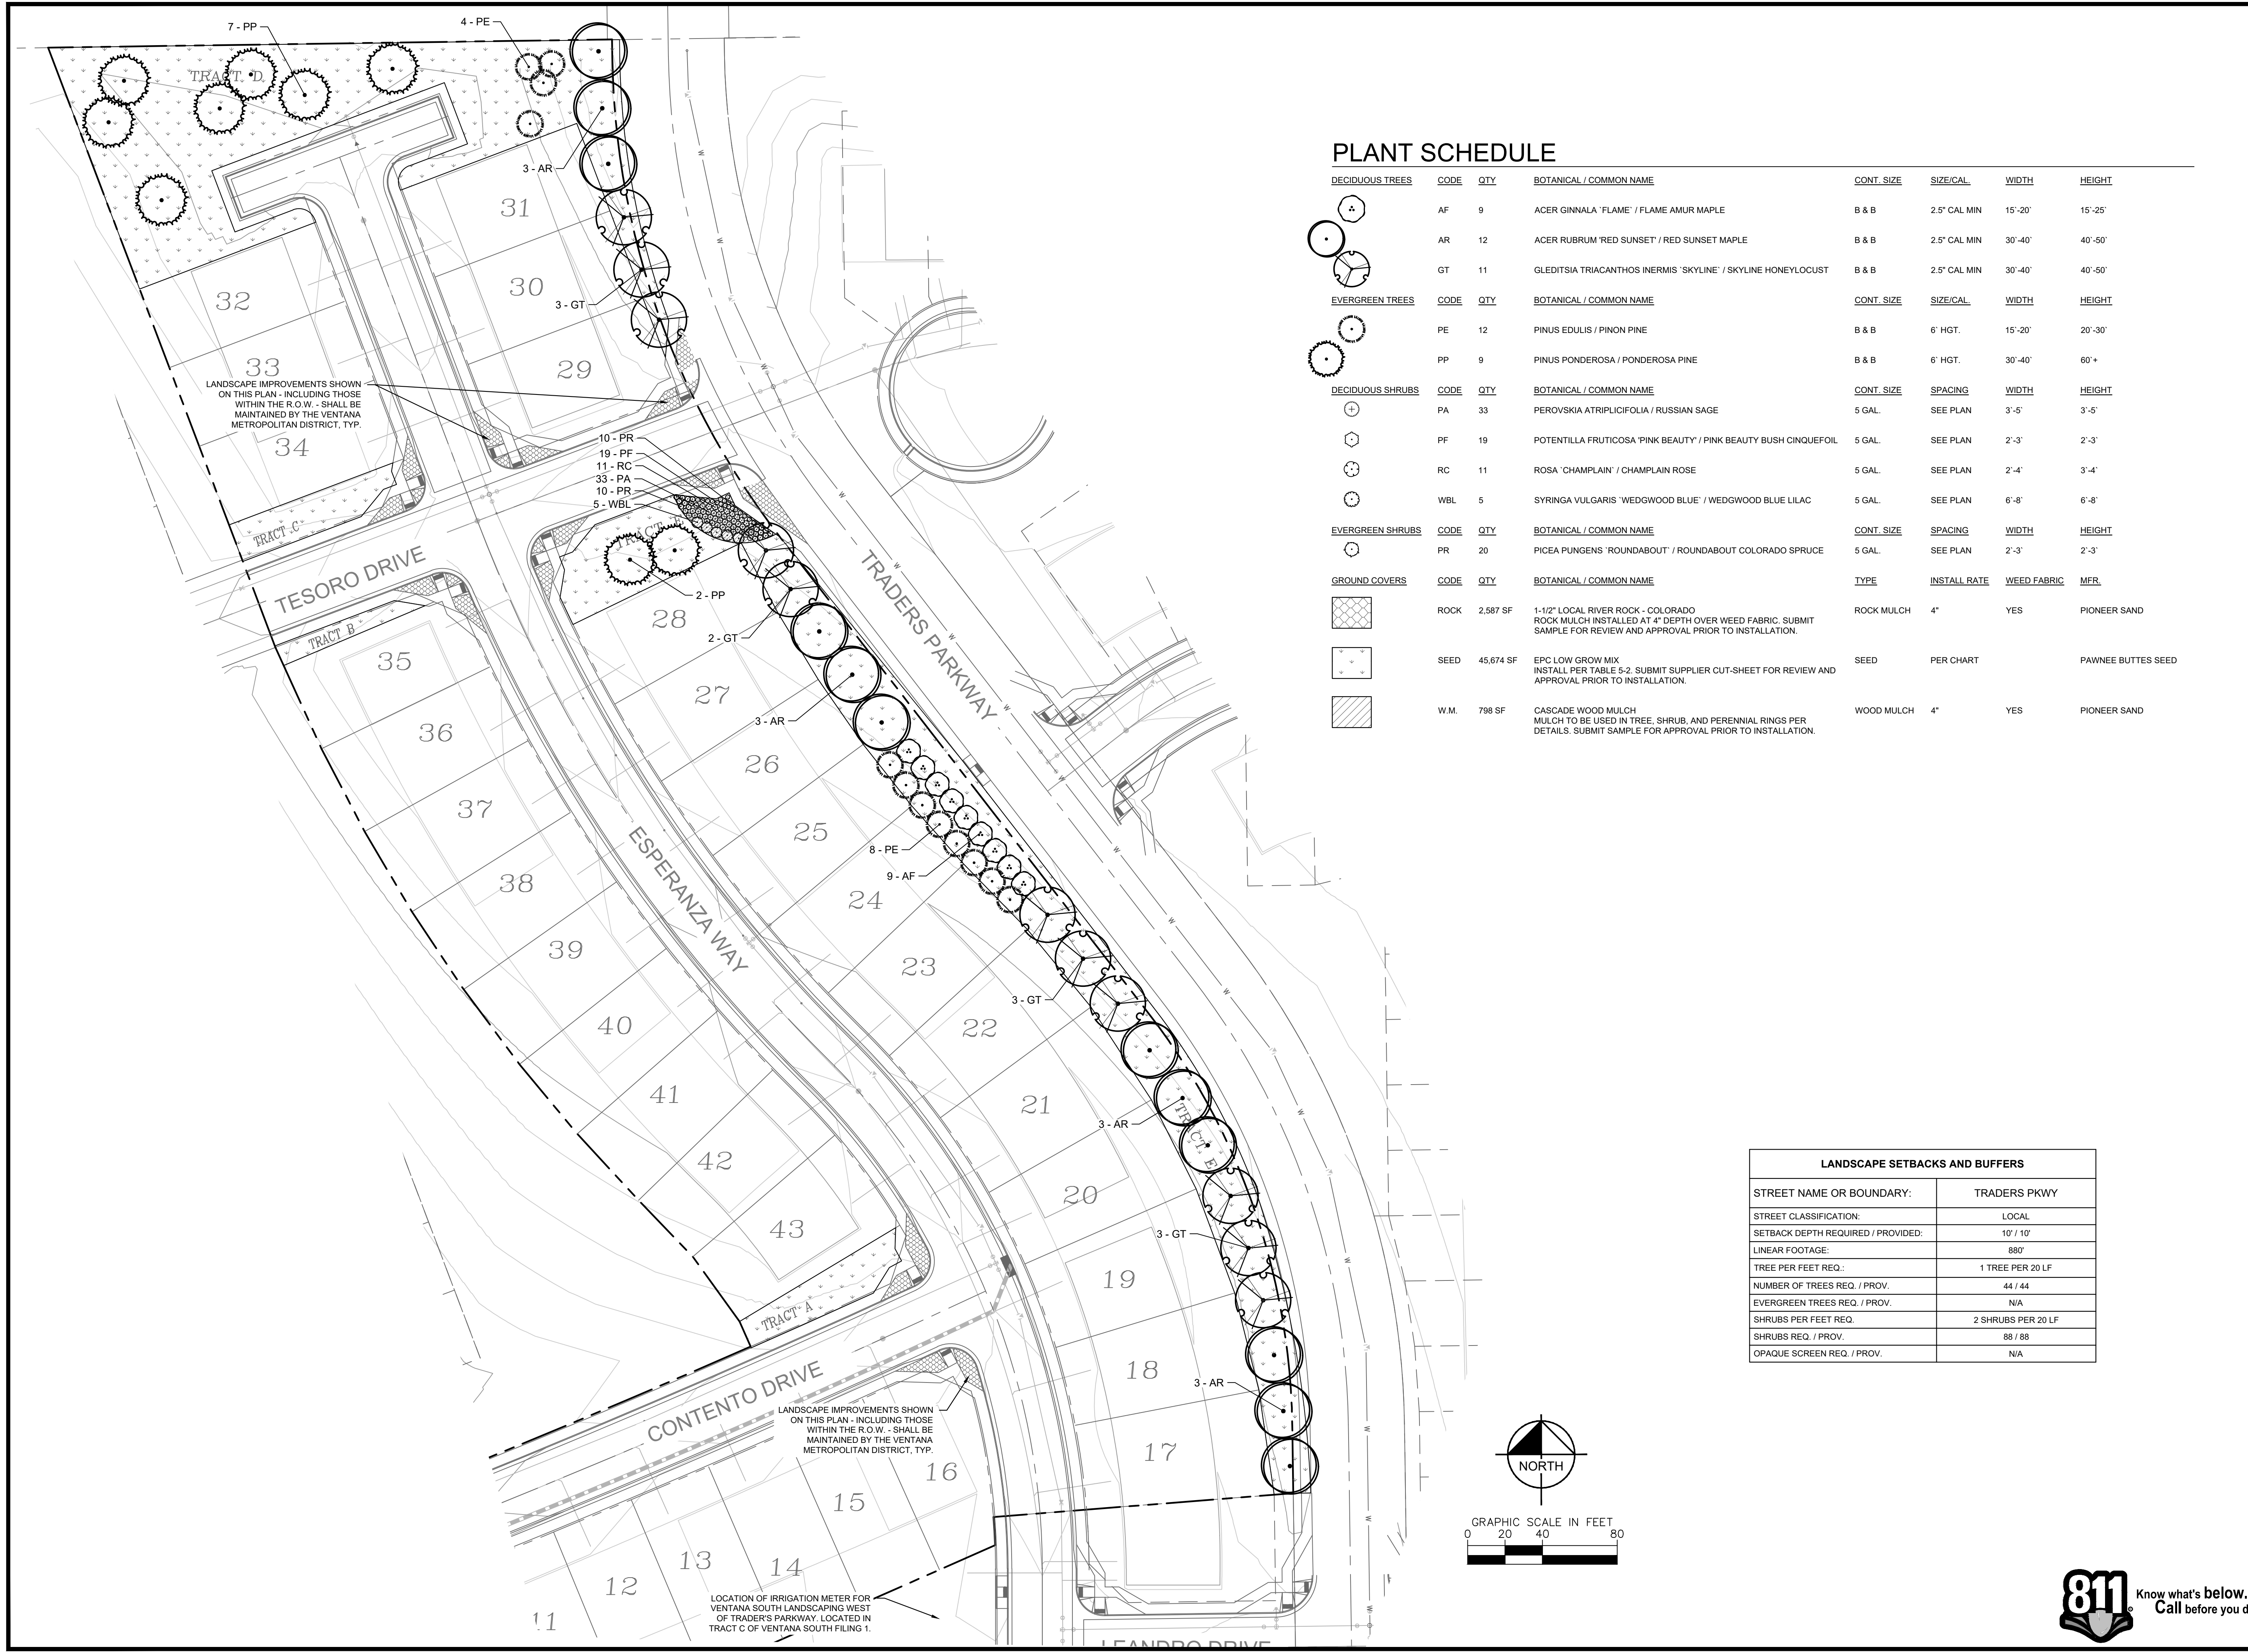 7 - PP
4 - PE
TRACT D
3 - AR
31
30
3 - GT
29
32
33
LANDSCAPE IMPROVEMENTS SHOWN
ON THIS PLAN - INCLUDING THOSE
WITHIN THE R.O.W. - SHALL BE
MAINTAINED BY THE VENTANA
METROPOLITAN DISTRICT, TYP.
34
10 - PR
19 - PF
11 - RC
33 - PA
10 - PR
5 - WBL
TRACT C
TESORO DRIVE
TRACT B
2 - PP
28
2 - GT
TRADERS PARKWAY
35
27
3 - AR
36
26
37
25
ESPERANZA WAY
8 - PE
9 - AF
38
24
39
23
3 - GT
40
22
41
21
3 - AR
TRACT E
42
20
43
3 - GT
19
TRACT A
18
3 - AR
CONTENTO DRIVE
LANDSCAPE IMPROVEMENTS SHOWN
ON THIS PLAN - INCLUDING THOSE
WITHIN THE R.O.W. - SHALL BE
MAINTAINED BY THE VENTANA
METROPOLITAN DISTRICT, TYP.
17
16
15
14
13
12
11
LOCATION OF IRRIGATION METER FOR
VENTANA SOUTH LANDSCAPING WEST
OF TRADER'S PARKWAY. LOCATED IN
TRACT C OF VENTANA SOUTH FILING 1.
LEANDRO DRIVE
PLANT SCHEDULE
DECIDUOUS TREES CODE QTY BOTANICAL / COMMON NAME CONT. SIZE SIZE/CAL. WIDTH HEIGHT
AF 9 ACER GINNALA `FLAME` / FLAME AMUR MAPLE B & B 2.5" CAL MIN 15`-20` 15`-25`
AR 12 ACER RUBRUM 'RED SUNSET' / RED SUNSET MAPLE B & B 2.5" CAL MIN 30`-40` 40`-50`
GT 11 GLEDITSIA TRIACANTHOS INERMIS `SKYLINE` / SKYLINE HONEYLOCUST B & B 2.5" CAL MIN 30`-40` 40`-50`
EVERGREEN TREES CODE QTY BOTANICAL / COMMON NAME CONT. SIZE SIZE/CAL. WIDTH HEIGHT
PE 12 PINUS EDULIS / PINON PINE B & B 6` HGT. 15`-20` 20`-30`
PP 9 PINUS PONDEROSA / PONDEROSA PINE B & B 6` HGT. 30`-40` 60`+
DECIDUOUS SHRUBS CODE QTY BOTANICAL / COMMON NAME CONT. SIZE SPACING WIDTH HEIGHT
PA 33 PEROVSKIA ATRIPLICIFOLIA / RUSSIAN SAGE 5 GAL. SEE PLAN 3`-5` 3`-5`
PF 19 POTENTILLA FRUTICOSA 'PINK BEAUTY' / PINK BEAUTY BUSH CINQUEFOIL 5 GAL. SEE PLAN 2`-3` 2`-3`
RC 11 ROSA `CHAMPLAIN` / CHAMPLAIN ROSE 5 GAL. SEE PLAN 2`-4` 3`-4`
WBL 5 SYRINGA VULGARIS `WEDGWOOD BLUE` / WEDGWOOD BLUE LILAC 5 GAL. SEE PLAN 6`-8` 6`-8`
EVERGREEN SHRUBS CODE QTY BOTANICAL / COMMON NAME CONT. SIZE SPACING WIDTH HEIGHT
PR 20 PICEA PUNGENS `ROUNDABOUT` / ROUNDABOUT COLORADO SPRUCE 5 GAL. SEE PLAN 2`-3` 2`-3`
GROUND COVERS CODE QTY BOTANICAL / COMMON NAME TYPE INSTALL RATE WEED FABRIC MFR.
ROCK 2,587 SF 1-1/2" LOCAL RIVER ROCK - COLORADO ROCK MULCH 4" YES PIONEER SAND
ROCK MULCH INSTALLED AT 4" DEPTH OVER WEED FABRIC. SUBMIT
SAMPLE FOR REVIEW AND APPROVAL PRIOR TO INSTALLATION.
SEED 45,674 SF EPC LOW GROW MIX SEED PER CHART PAWNEE BUTTES SEED
INSTALL PER TABLE 5-2. SUBMIT SUPPLIER CUT-SHEET FOR REVIEW AND
APPROVAL PRIOR TO INSTALLATION.
W.M. 798 SF CASCADE WOOD MULCH WOOD MULCH 4" YES PIONEER SAND
MULCH TO BE USED IN TREE, SHRUB, AND PERENNIAL RINGS PER
DETAILS. SUBMIT SAMPLE FOR APPROVAL PRIOR TO INSTALLATION.
LANDSCAPE SETBACKS AND BUFFERS
STREET NAME OR BOUNDARY: TRADERS PKWY
STREET CLASSIFICATION: LOCAL
SETBACK DEPTH REQUIRED / PROVIDED: 10' / 10'
LINEAR FOOTAGE: 880'
TREE PER FEET REQ.: 1 TREE PER 20 LF
NUMBER OF TREES REQ. / PROV. 44 / 44
EVERGREEN TREES REQ. / PROV. N/A
SHRUBS PER FEET REQ. 2 SHRUBS PER 20 LF
SHRUBS REQ. / PROV. 88 / 88
OPAQUE SCREEN REQ. / PROV. N/A
NORTH
GRAPHIC SCALE IN FEET
0 20 40 80
811
Know what's below.
Call before you d